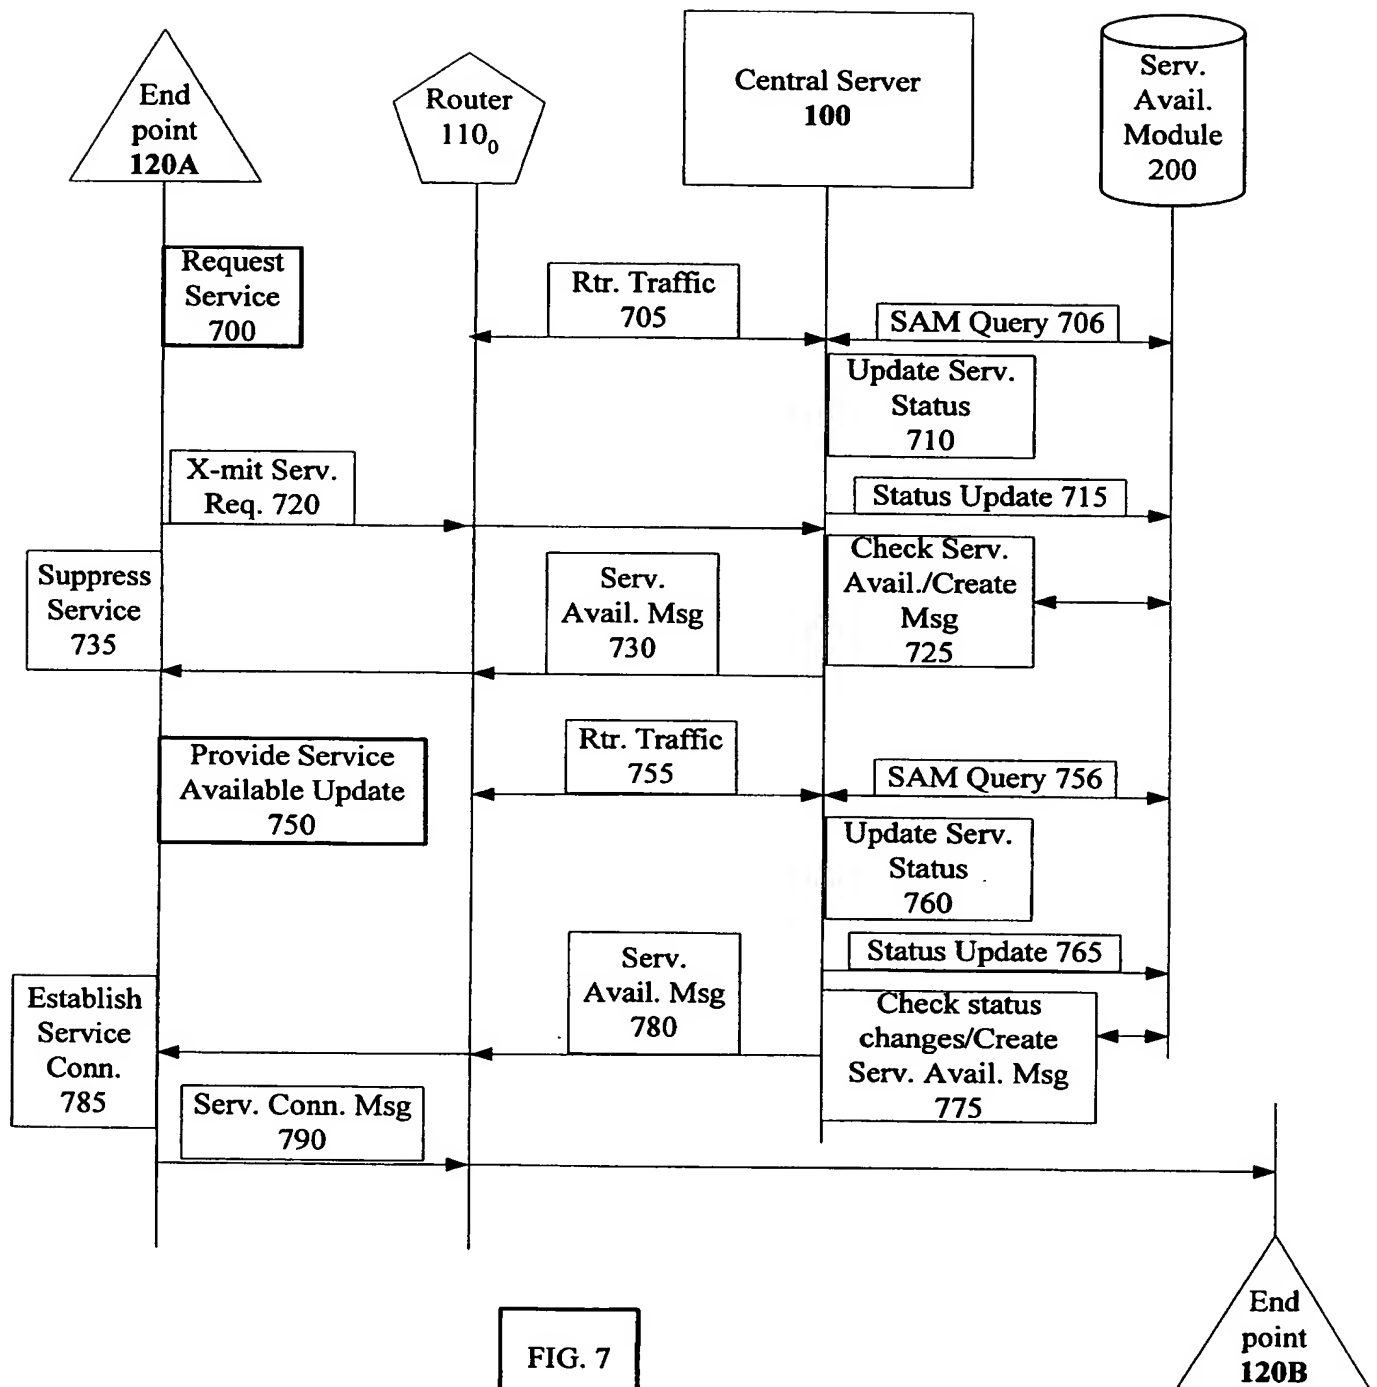 End
point
120A
Router
110₀
Central Server
100
Serv.
Avail.
Module
200
Request
Service
700
Rtr. Traffic
705
SAM Query 706
Update Serv.
Status
710
X-mit Serv.
Req. 720
Status Update 715
Suppress
Service
735
Serv.
Avail. Msg
730
Check Serv.
Avail./Create
Msg
725
Provide Service
Available Update
750
Rtr. Traffic
755
SAM Query 756
Update Serv.
Status
760
Status Update 765
Establish
Service
Conn.
785
Serv.
Avail. Msg
780
Check status
changes/Create
Serv. Avail. Msg
775
Serv. Conn. Msg
790
End
point
120B
FIG. 7